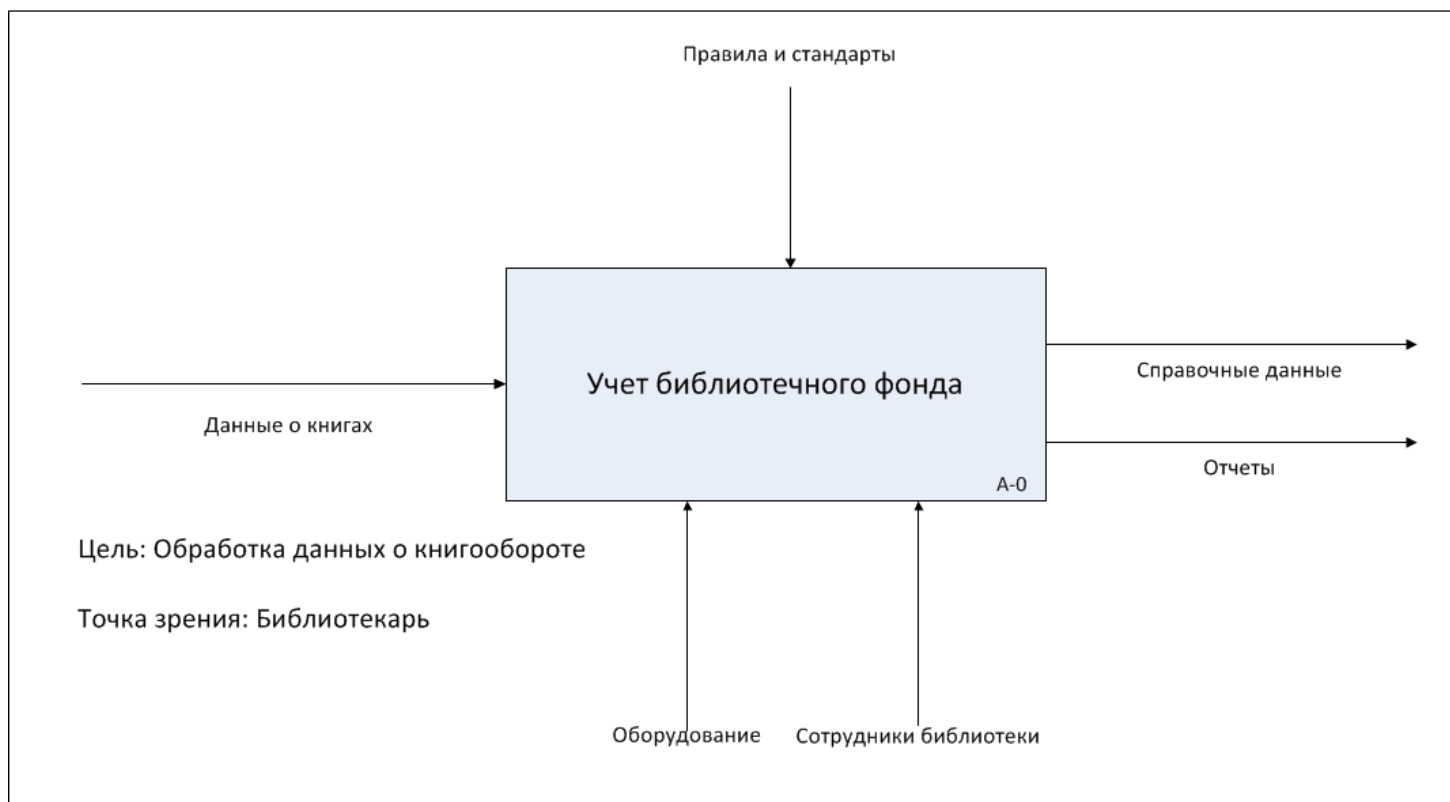 Правила и стандарты
Учет библиотечного фонда
Справочные данные
Данные о книгах
Отчеты
A-0
Цель: Обработка данных о книгообороте
Точка зрения: Библиотекарь
Оборудование
Сотрудники библиотеки